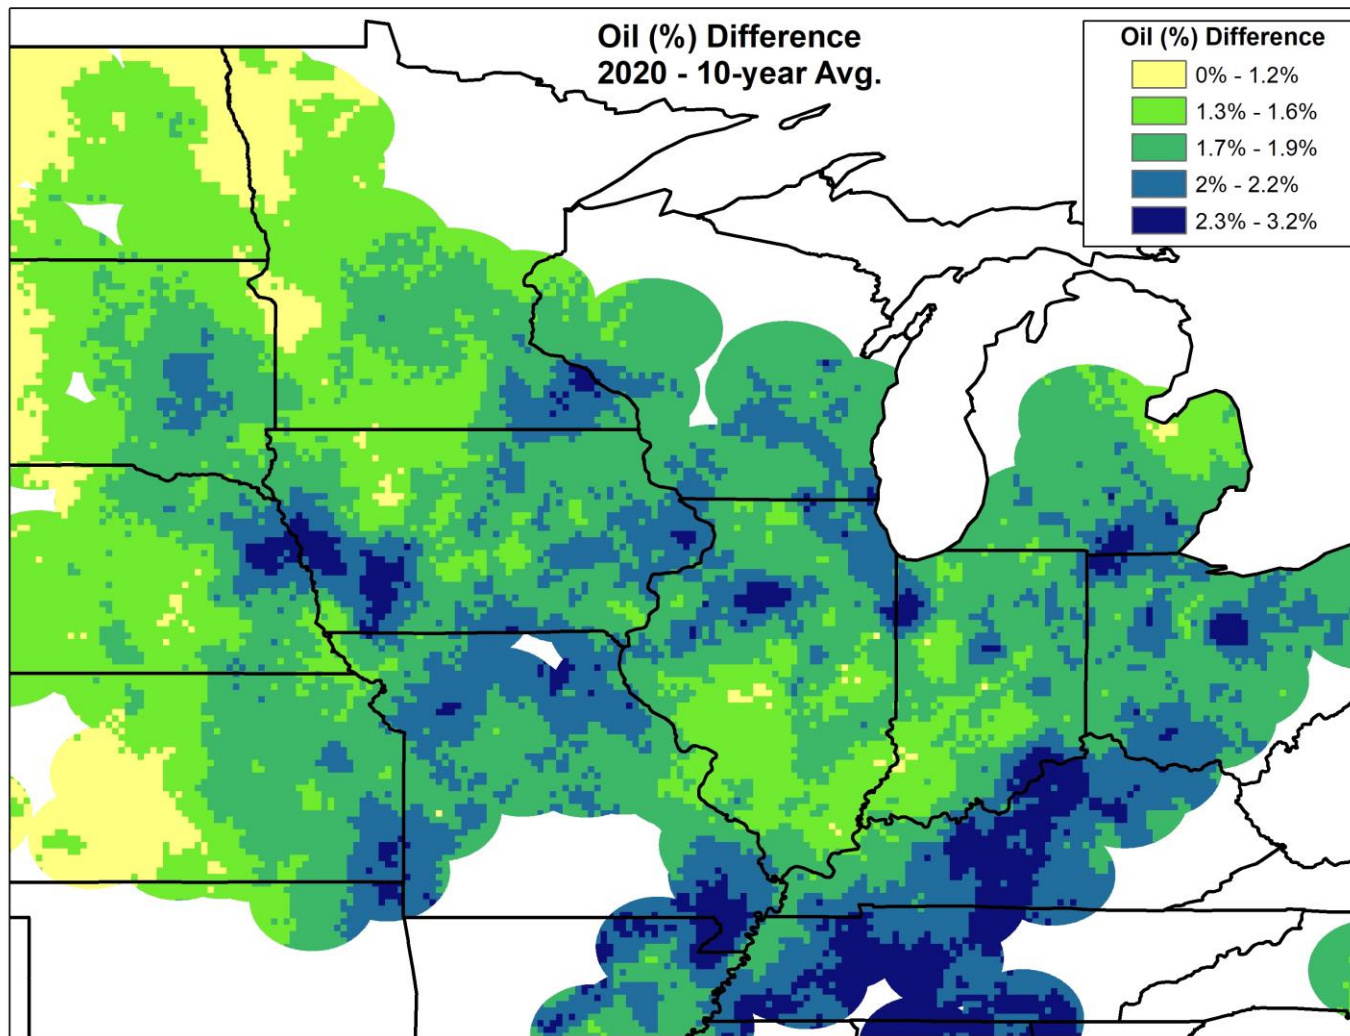 Oil (%) Difference
2020 - 10-year Avg.
Oil (%) Difference
0% - 1.2%
1.3% - 1.6%
1.7% - 1.9%
2% - 2.2%
2.3% - 3.2%